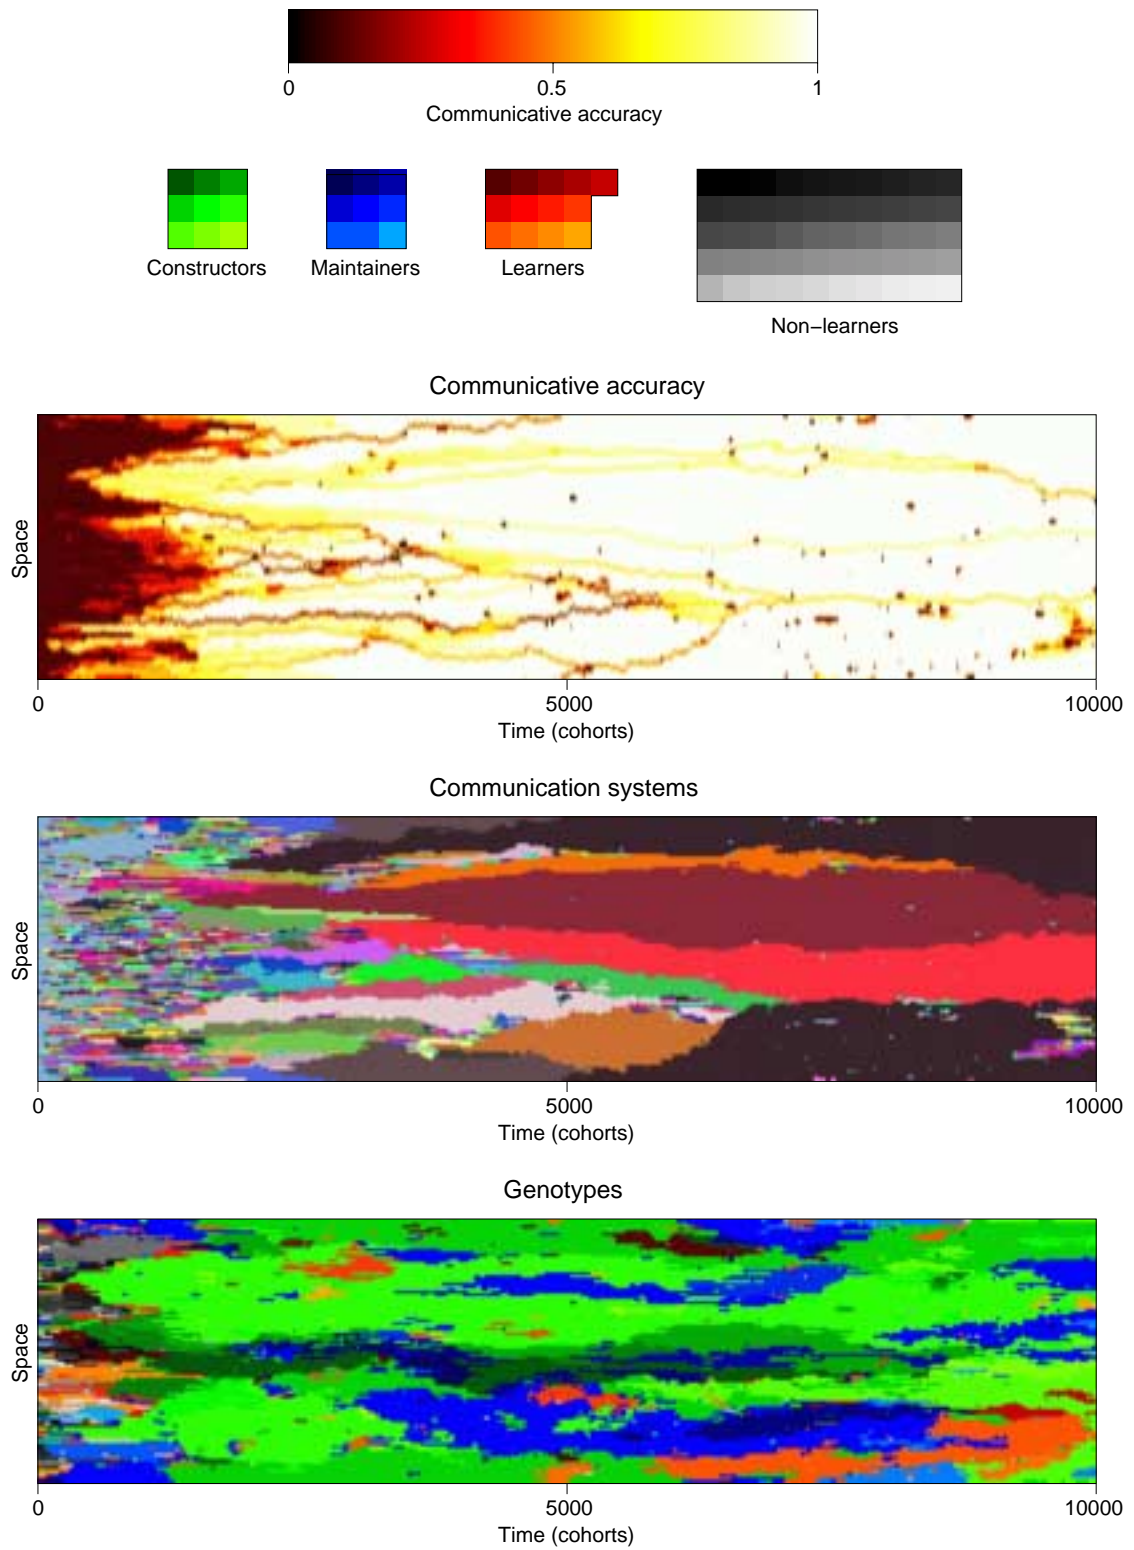 0 0.5 1
Communicative accuracy
Constructors Maintainers Learners
Non−learners
Communicative accuracy
Space
0 5000 10000
Time (cohorts)
Communication systems
Space
0 5000 10000
Time (cohorts)
Genotypes
Space
0 5000 10000
Time (cohorts)